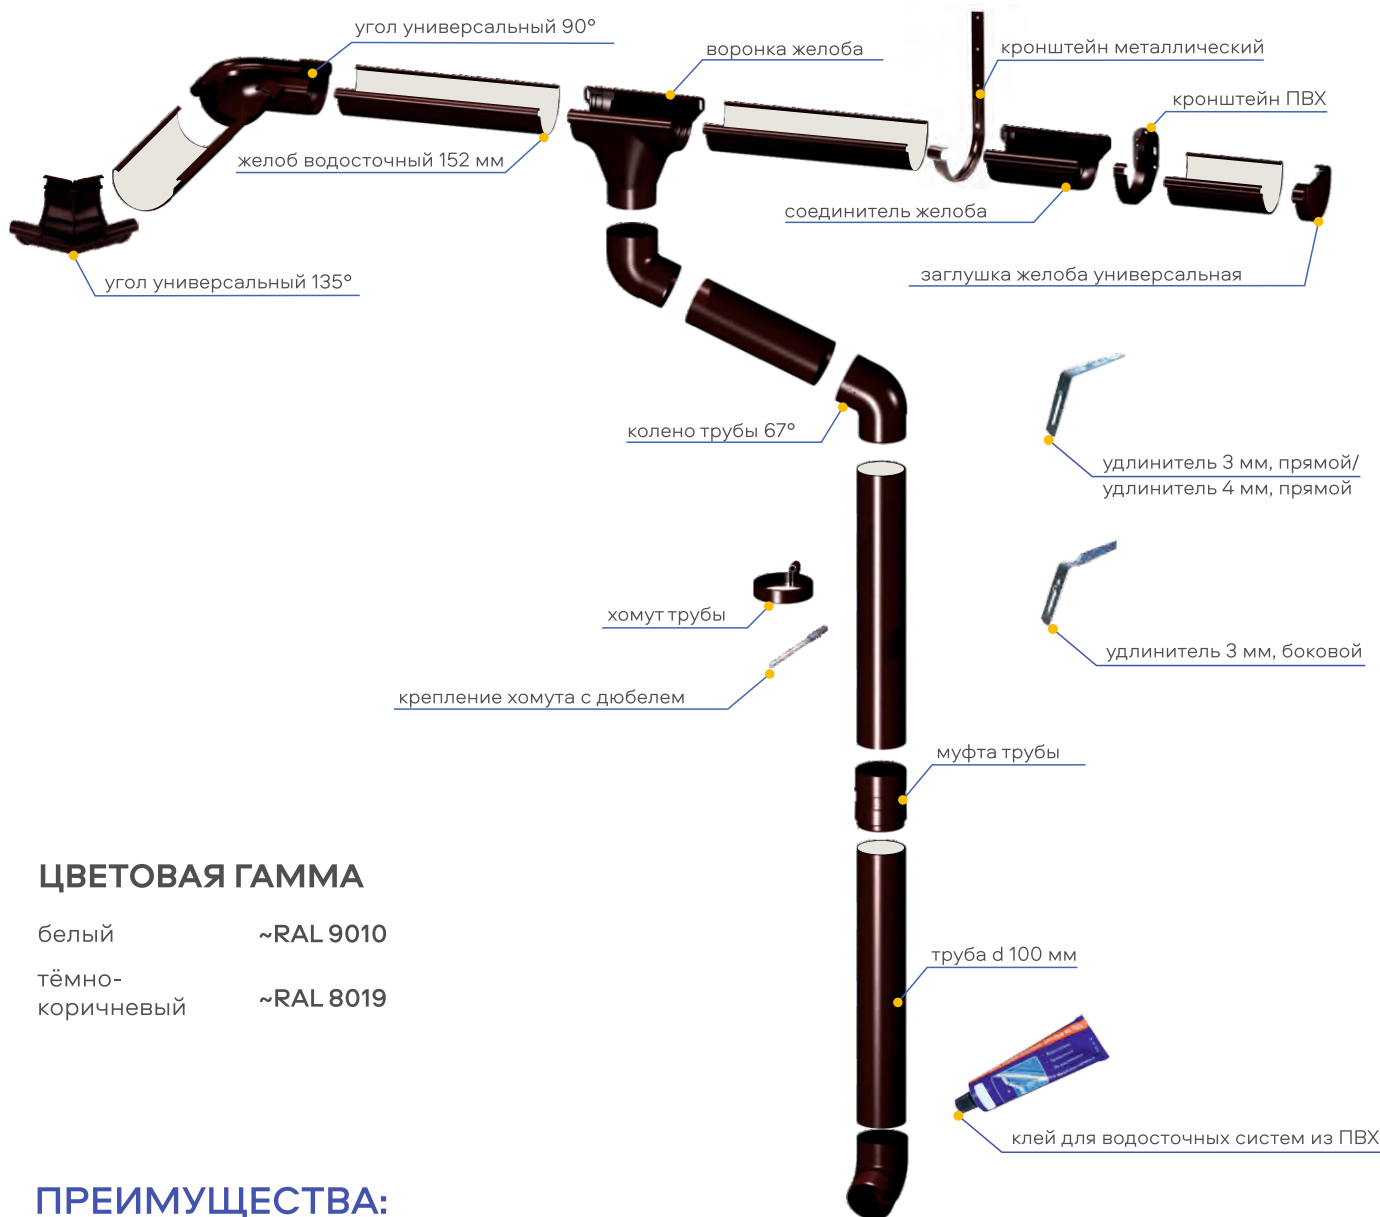 угол универсальный 90°
воронка желоба
кронштейн металлический
кронштейн ПВХ
желоб водосточный 152 мм
соединитель желоба
заглушка желоба универсальная
угол универсальный 135°
колено трубы 67°
удлинитель 3 мм, прямой/
удлинитель 4 мм, прямой
хомут трубы
удлинитель 3 мм, боковой
крепление хомута с дюбелем
муфта трубы
ЦВЕТОВАЯ ГАММА
белый ~RAL 9010
тёмно-
коричневый ~RAL 8019
труба d 100 мм
клей для водосточных систем из ПВХ
ПРЕИМУЩЕСТВА: